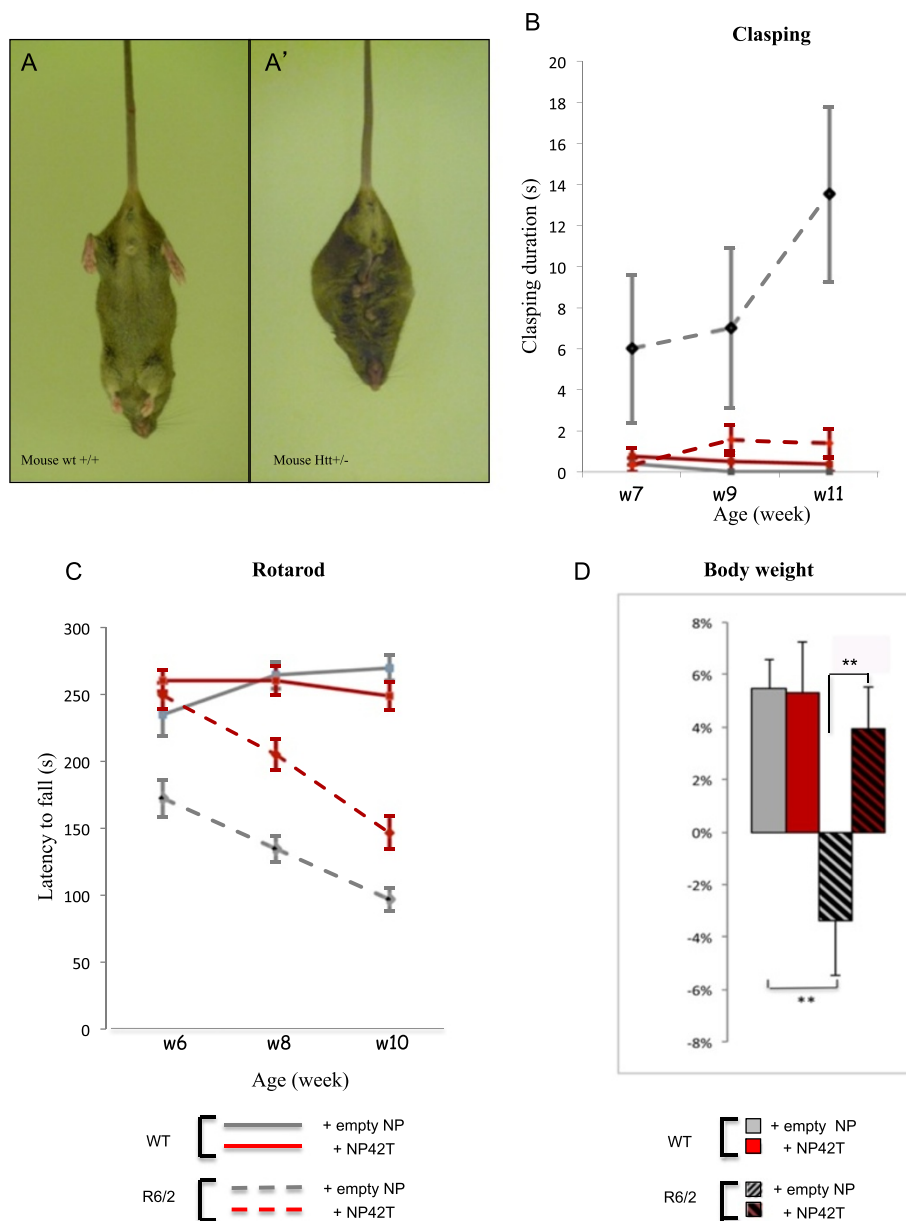 A
A'
Mouse wt +/+
Mouse Htt+/-
B
Clasping
20
18
16
14
12
10
8
6
4
2
0
Clasping duration (s)
w7
w9
w11
Age (week)
C
Rotarod
300
250
200
150
100
50
0
Latency to fall (s)
w6
w8
w10
Age (week)
WT
+ empty NP
+ NP42T
R6/2
+ empty NP
+ NP42T
D
Body weight
8%
6%
4%
2%
0%
-2%
-4%
-6%
-8%
**
**
WT
+ empty NP
+ NP42T
R6/2
+ empty NP
+ NP42T